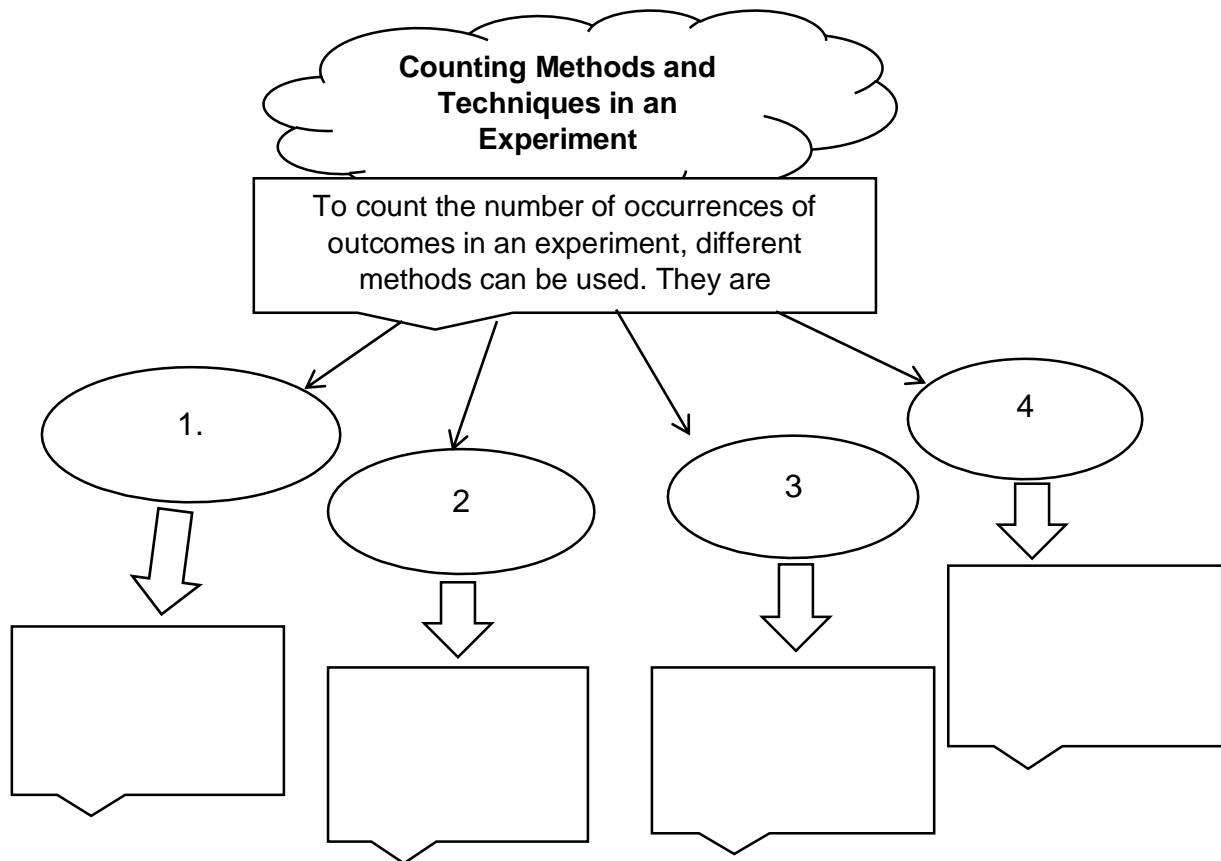 Counting Methods and
Techniques in an
Experiment
To count the number of occurrences of
outcomes in an experiment, different
methods can be used. They are
1.
2
3
4